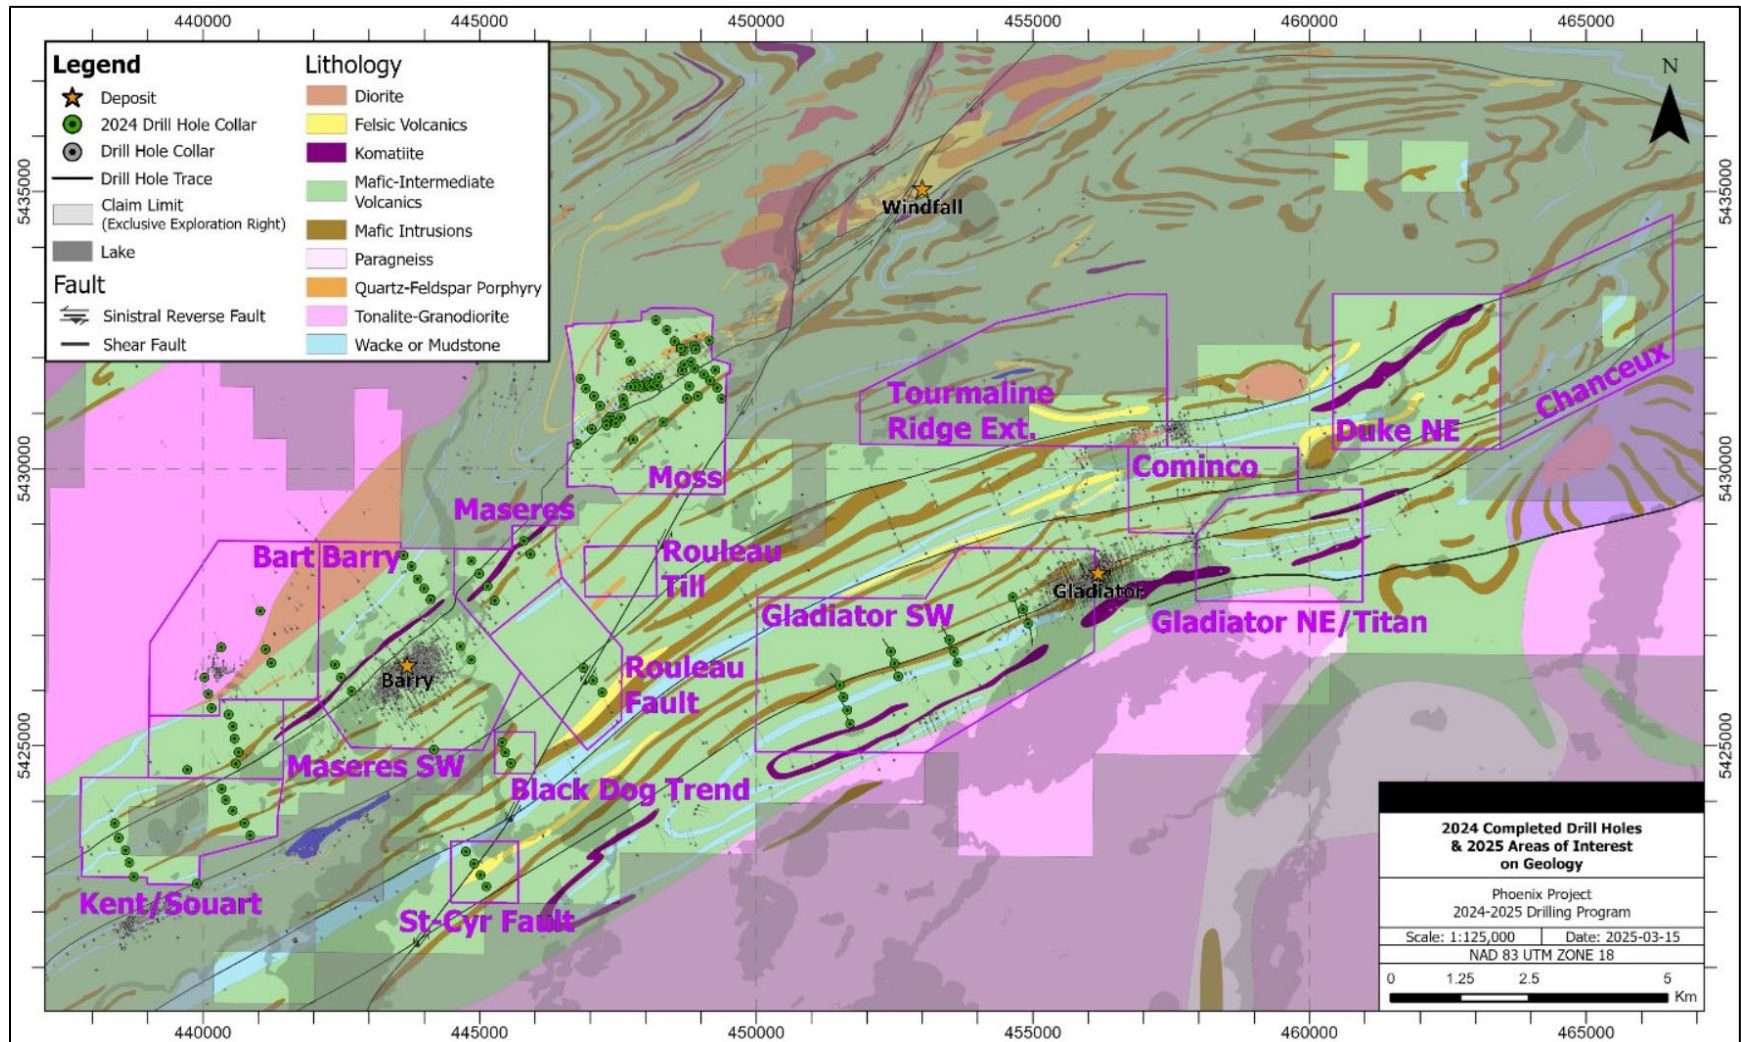 440000 445000 450000 455000 460000 465000
Legend
Deposit
2024 Drill Hole Collar
Drill Hole Collar
Drill Hole Trace
Claim Limit
(Exclusive Exploration Right)
Lake
Fault
Sinistral Reverse Fault
Shear Fault
Lithology
Diorite
Felsic Volcanics
Komatiite
Mafic-Intermediate
Volcanics
Mafic Intrusions
Paragneiss
Quartz-Feldspar Porphyry
Tonalite-Granodiorite
Wacke or Mudstone
N
5435000
5435000
Windfall
Tourmaline
Ridge Ext.
Chanceux
Duke NE
Cominco
5430000
5430000
Moss
Maseres
Bart Barry
Rouleau
Till
Gladiator
Gladiator SW
Gladiator NE/Titan
Barry
Rouleau
Fault
5425000
5425000
Maseres SW
Black Dog Trend
Kent/Souart
St-Cyr Fault
2024 Completed Drill Holes
& 2025 Areas of Interest
on Geology
Phoenix Project
2024-2025 Drilling Program
Scale: 1:125,000 Date: 2025-03-15
NAD 83 UTM ZONE 18
0 1.25 2.5 5
Km
440000 445000 450000 455000 460000 465000